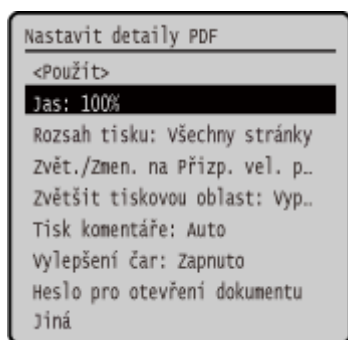 Nastavit detaily PDF
<Použít>
Jas: 100%
Rozsah tisku: Všechny stránky
Zvět./Zmen. na Přizp. vel. p..
Zvětšit tiskovou oblast: Vyp..
Tisk komentáře: Auto
Vylepšení čar: Zapnuto
Heslo pro otevření dokumentu
Jiná